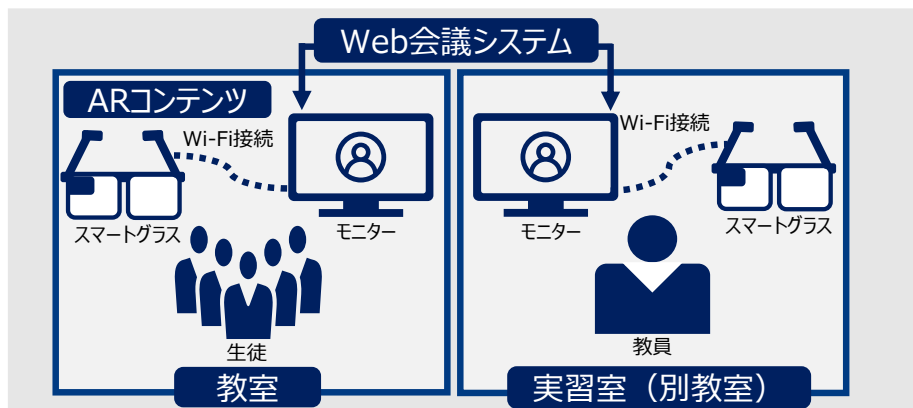 Web会議システム
ARコンテンツ
Wi-Fi接続
スマートグラス
モニター
生徒
教室
Wi-Fi接続
モニター
スマートグラス
教員
実習室（別教室）